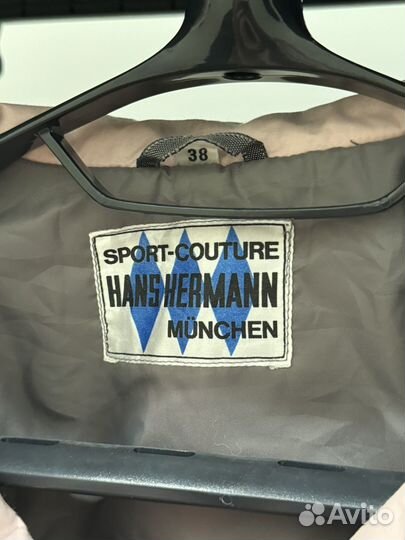 38
SPORT-COUTURE
HANS HERMANN
MÜNCHEN
Avito